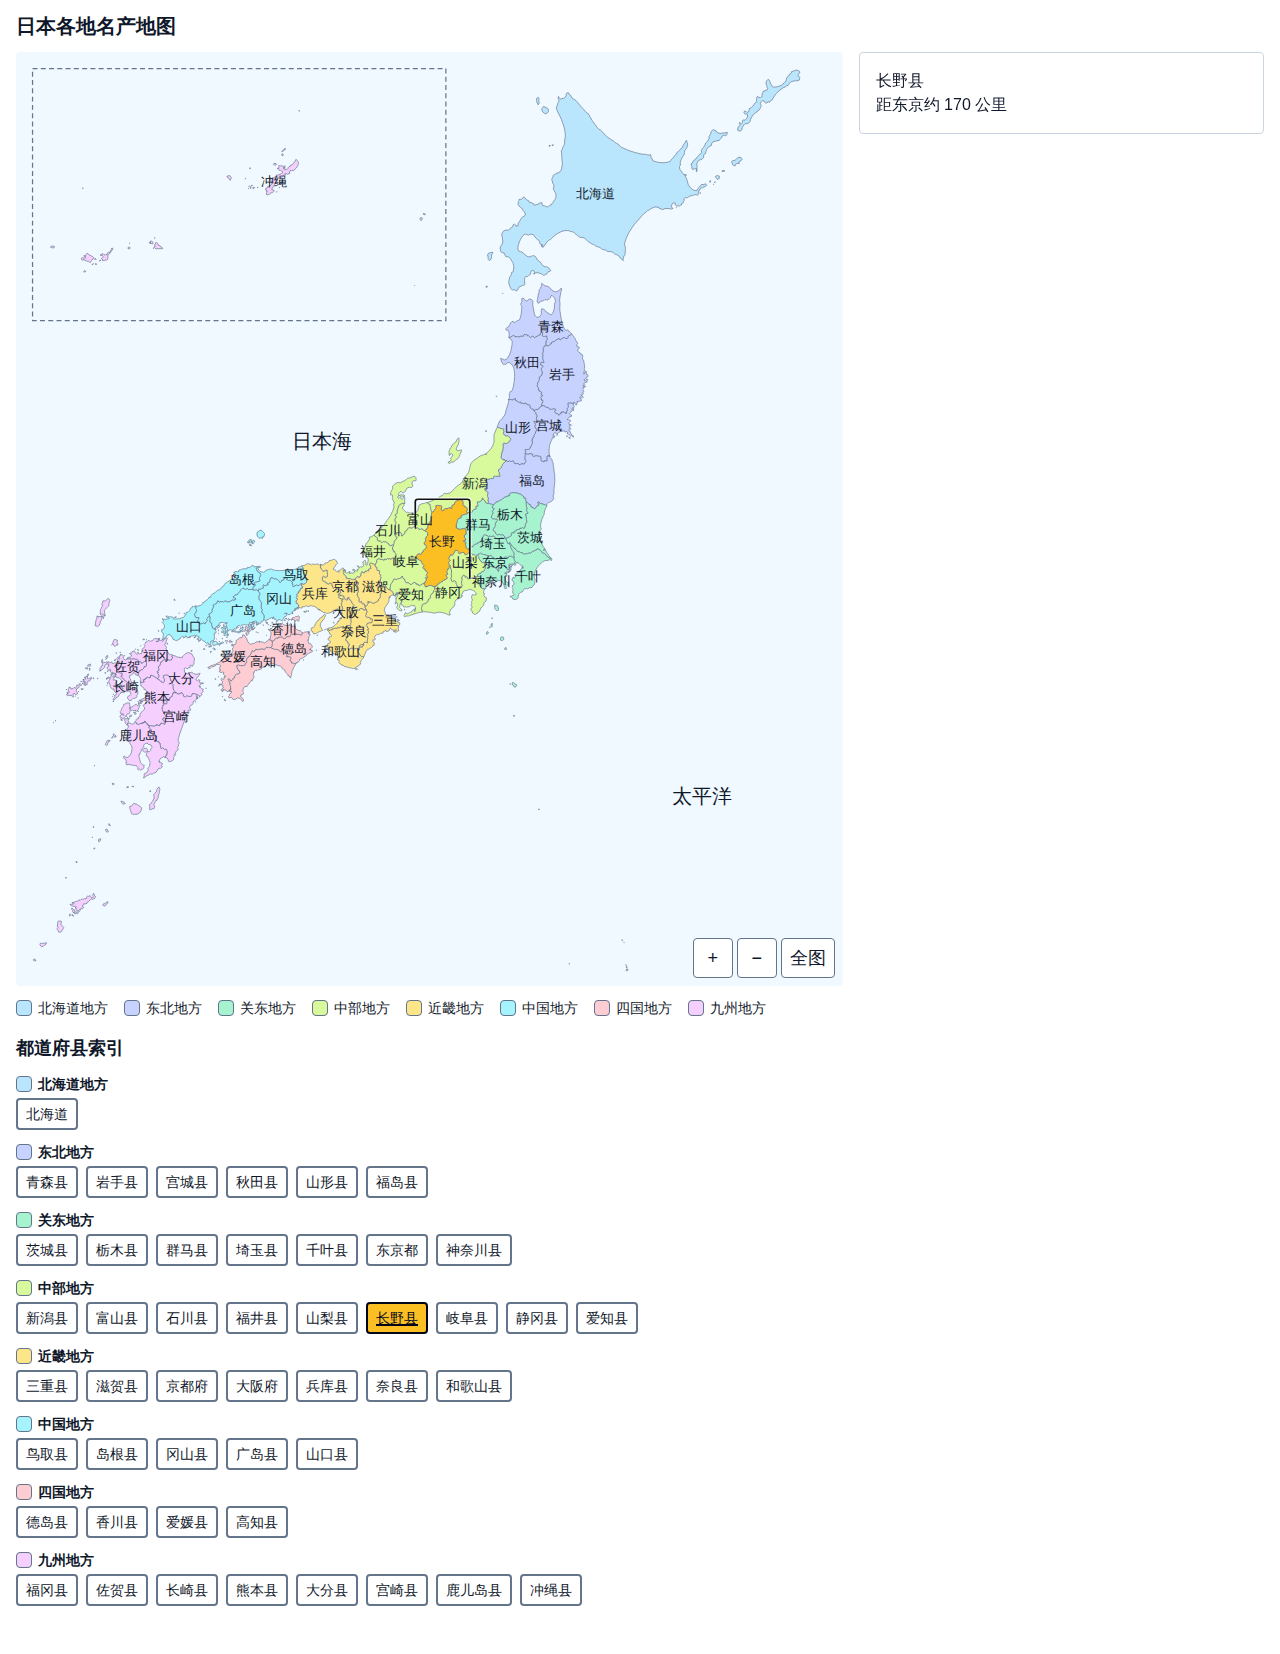 日本各地名产地图
长野县
距东京约 170 公里
冲绳
北海道
青森
秋田
岩手
山形
宫城
日本海
新潟
福岛
富山
栃木
石川
群马
茨城
长野
埼玉
福井
岐阜
山梨
东京
鸟取
千叶
岛根
神奈川
京都
滋贺
兵库
静冈
爱知
冈山
广岛
大阪
三重
山口
香川
奈良
德岛
和歌山
福冈
爱媛
高知
佐贺
大分
长崎
熊本
宫崎
鹿儿岛
太平洋
+
−
全图
北海道地方
东北地方
关东地方
中部地方
近畿地方
中国地方
四国地方
九州地方
都道府县索引
北海道地方
北海道
东北地方
青森县
岩手县
宫城县
秋田县
山形县
福岛县
关东地方
茨城县
栃木县
群马县
埼玉县
千叶县
东京都
神奈川县
中部地方
新潟县
富山县
石川县
福井县
山梨县
长野县
岐阜县
静冈县
爱知县
近畿地方
三重县
滋贺县
京都府
大阪府
兵库县
奈良县
和歌山县
中国地方
鸟取县
岛根县
冈山县
广岛县
山口县
四国地方
德岛县
香川县
爱媛县
高知县
九州地方
福冈县
佐贺县
长崎县
熊本县
大分县
宫崎县
鹿儿岛县
冲绳县